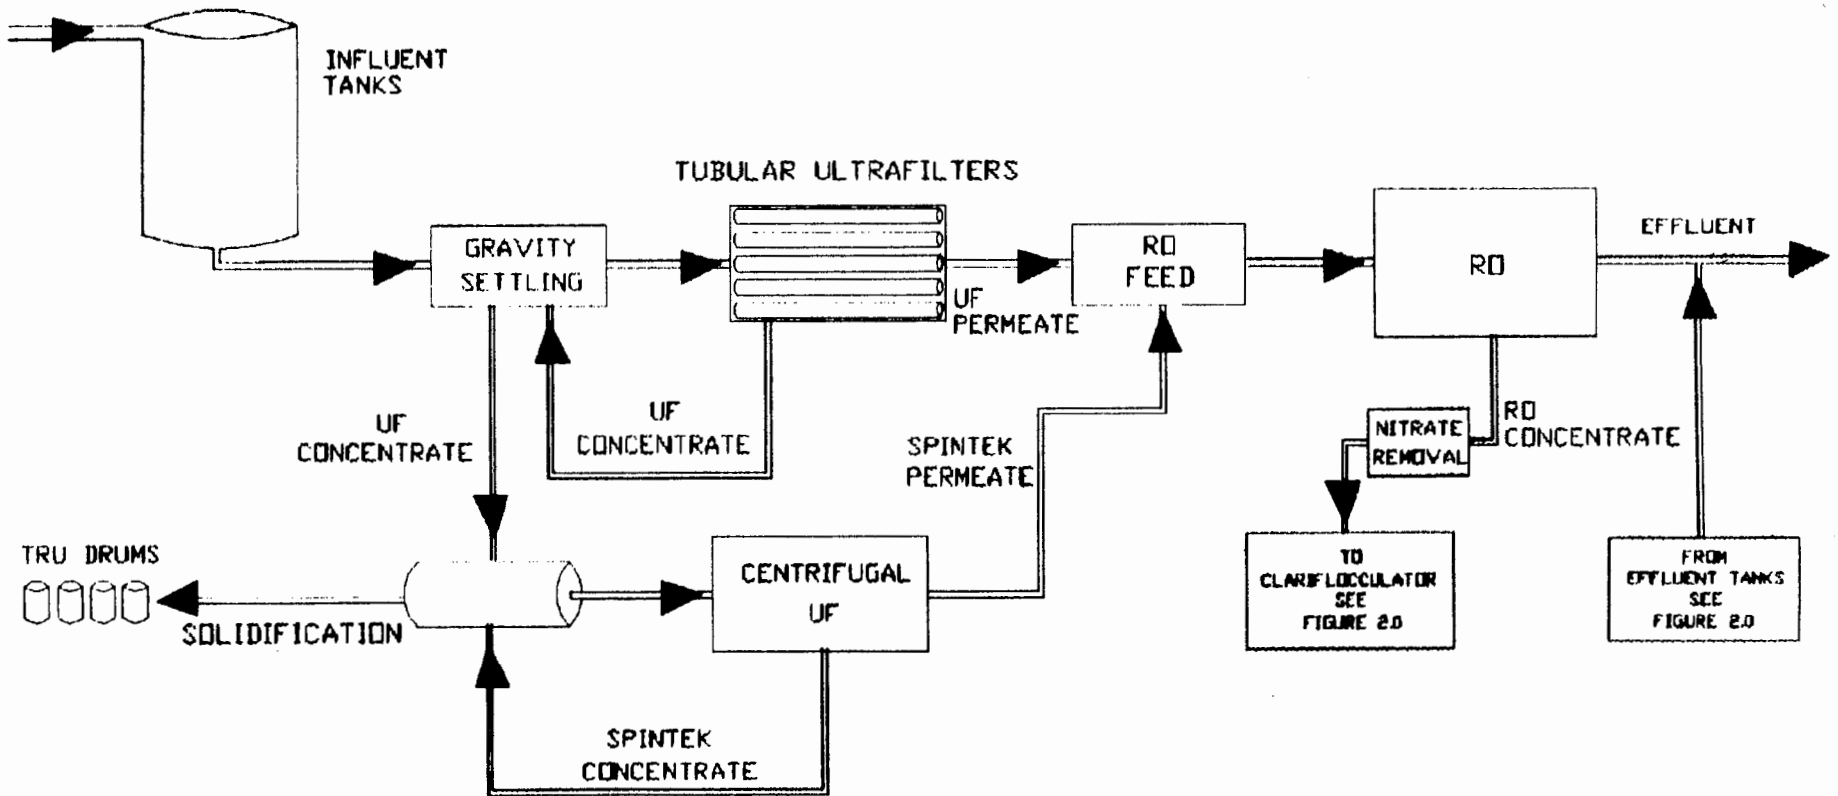 INFLUENT
TANKS
TUBULAR ULTRAFILTERS
GRAVITY
SETTLING
UF
PERMEATE
RO
FEED
RO
EFFLUENT
UF
CONCENTRATE
UF
CONCENTRATE
SPINTEK
PERMEATE
NITRATE
REMOVAL
RO
CONCENTRATE
TRU DRUMS
SOLIDIFICATION
CENTRIFUGAL
UF
TO
CLARIFLOCCULATOR
SEE
FIGURE 2.0
FROM
EFFLUENT TANKS
SEE
FIGURE 2.0
SPINTEK
CONCENTRATE